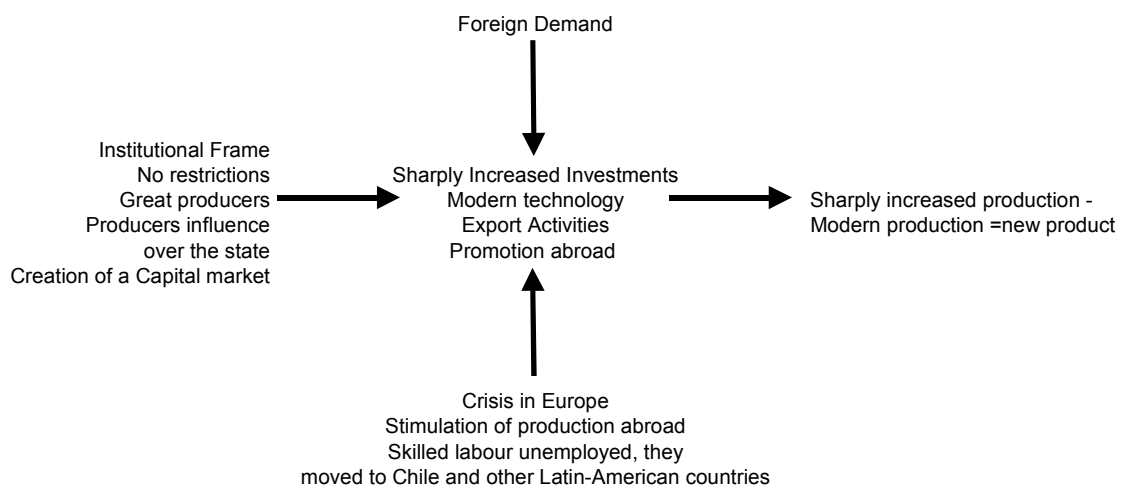 Foreign Demand
Institutional Frame
No restrictions
Great producers
Producers influence
over the state
Creation of a Capital market
Sharply Increased Investments
Modern technology
Export Activities
Promotion abroad
Sharply increased production -
Modern production =new product
Crisis in Europe
Stimulation of production abroad
Skilled labour unemployed, they
moved to Chile and other Latin-American countries